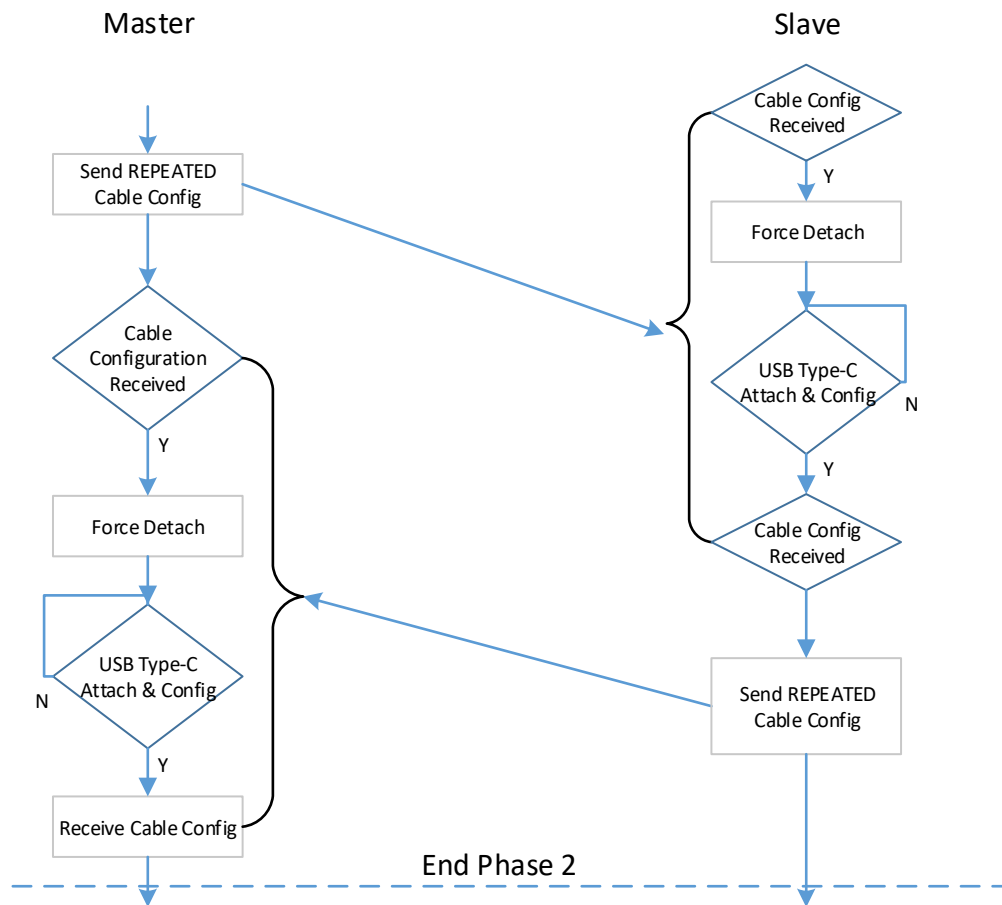 Master
Send REPEATED
Cable Config
Cable
Configuration
Received
Y
Force Detach
USB Type-C
Attach & Config
N
Y
Receive Cable Config
Slave
Cable Config
Received
Y
Force Detach
USB Type-C
Attach & Config
N
Y
Cable Config
Received
Send REPEATED
Cable Config
End Phase 2